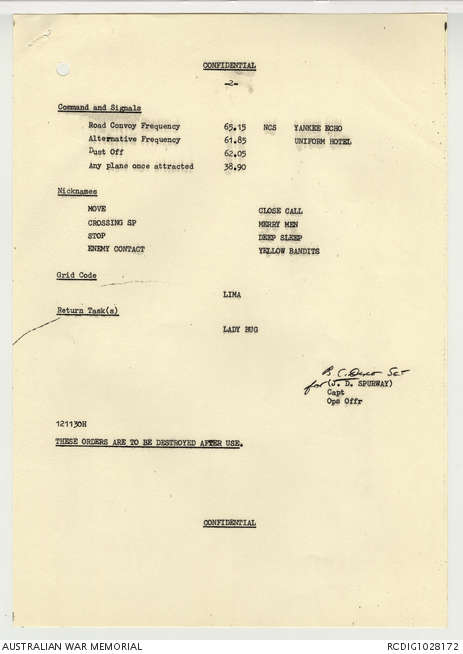 CONFIDENTIAL
-2-
Command and Signals
Road Convoy Frequency 65.15 NCS YANKEE ECHO
Alternative Frequency 61.85 UNIFORM HOTEL
Dust Off 62.05
Any plane once attracted 38.90
Nicknames
MOVE CLOSE CALL
CROSSING SP MERRY MEN
STOP DEEP SLEEP
ENEMY CONTACT YELLOW BANDITS
Grid Code
LIMA
Return Task(s)
LADY BUG
for (J. D. SPURWAY)
Capt
Ops Offr
121130H
THESE ORDERS ARE TO BE DESTROYED AFTER USE.
CONFIDENTIAL
AUSTRALIAN WAR MEMORIAL RCDIG1028172